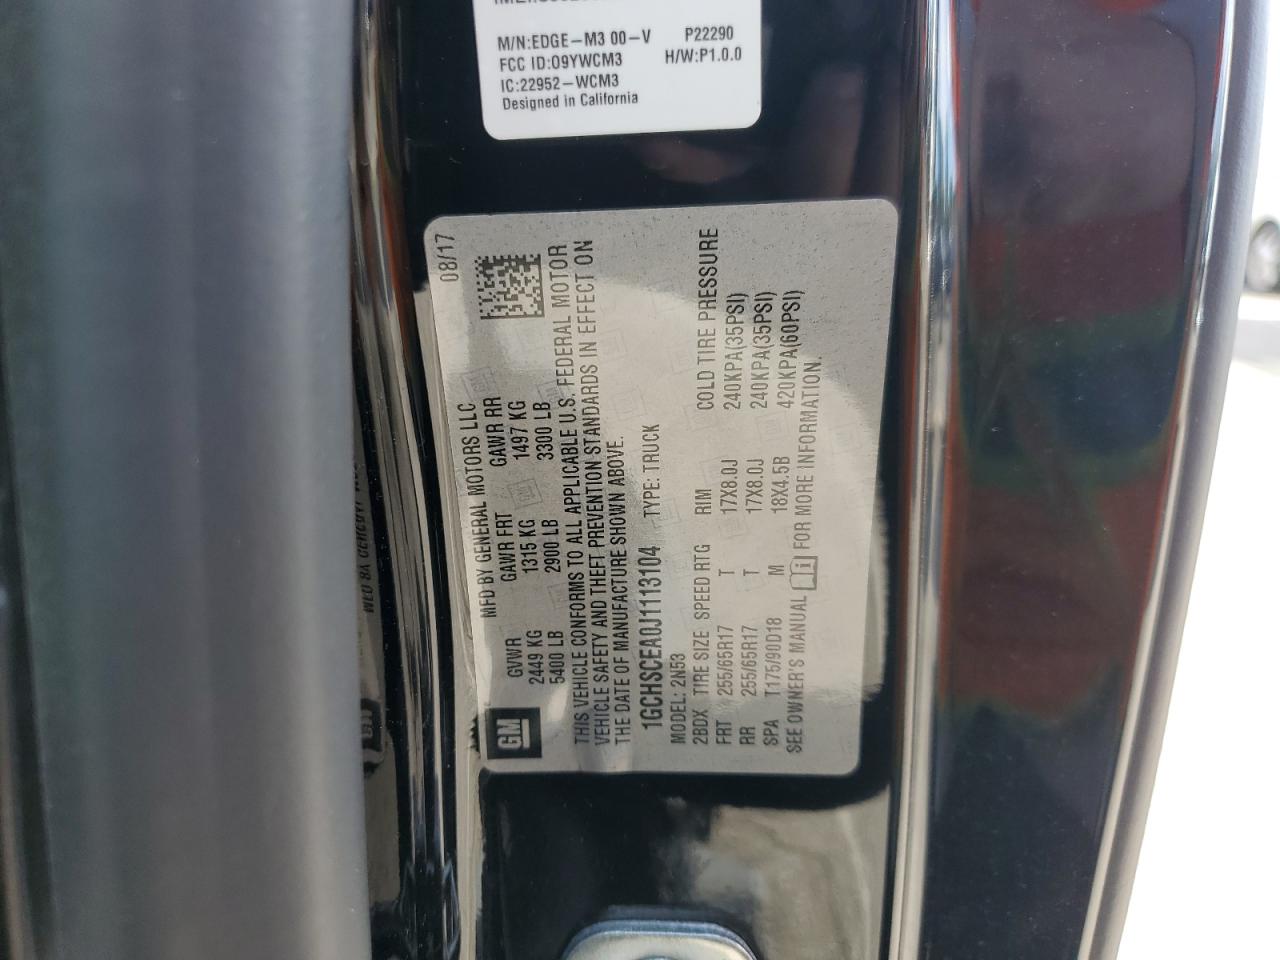 M/N:EDGE-M3 00-V P22290
FCC ID:O9YWCM3 H/W:P1.0.0
IC:22952-WCM3
Designed in California
08/17
MFD BY GENERAL MOTORS LLC
GVWR GAWR FRT GAWR RR
2449 KG 1315 KG 1497 KG
5400 LB 2900 LB 3300 LB
GM
THIS VEHICLE CONFORMS TO ALL APPLICABLE U.S. FEDERAL MOTOR
VEHICLE SAFETY AND THEFT PREVENTION STANDARDS IN EFFECT ON
THE DATE OF MANUFACTURE SHOWN ABOVE.
1GCHSCEA0J1113104 TYPE: TRUCK
MODEL: 2N53
2BDX TIRE SIZE SPEED RTG RIM COLD TIRE PRESSURE
FRT 255/65R17 T 17X8.0J 240KPA(35PSI)
RR 255/65R17 T 17X8.0J 240KPA(35PSI)
SPA T175/90D18 M 18X4.5B 420KPA(60PSI)
SEE OWNER'S MANUAL FOR MORE INFORMATION.